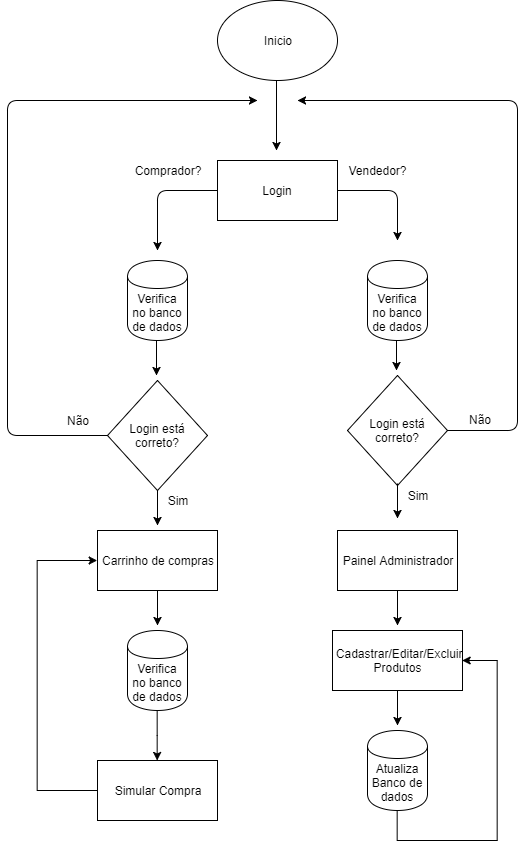 Inicio
Comprador?
Vendedor?
Login
Verifica
no banco
de dados
Verifica
no banco
de dados
Login está
correto?
Login está
correto?
Não
Não
Sim
Sim
Carrinho de compras
Painel Administrador
Verifica
no banco
de dados
Cadastrar/Editar/Excluir
Produtos
Simular Compra
Atualiza
Banco de
dados